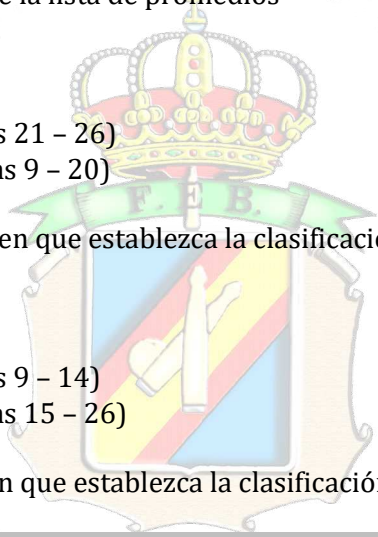 e la lista de promedios
s 21 – 26)
as 9 – 20)
F. E. B.
en que establezca la clasificació
s 9 – 14)
as 15 – 26)
n que establezca la clasificación